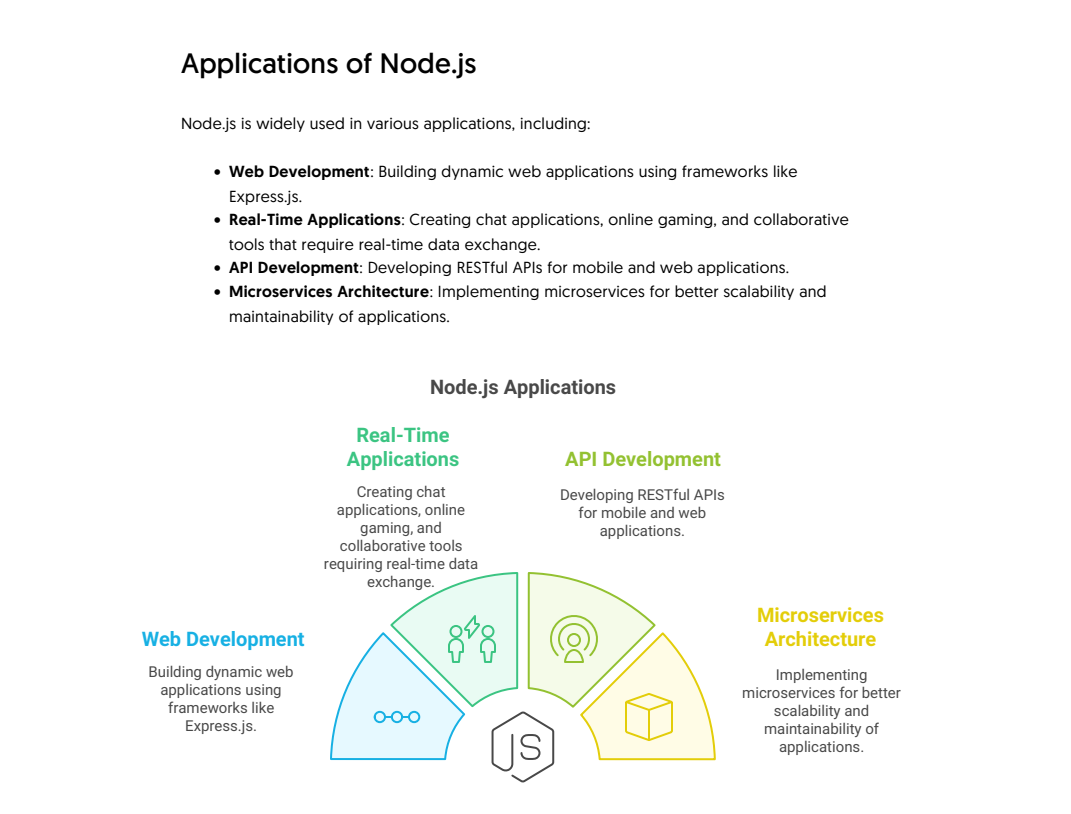 Applications of Node.js
Node.js is widely used in various applications, including:
• Web Development: Building dynamic web applications using frameworks like
Express.js.
• Real-Time Applications: Creating chat applications, online gaming, and collaborative
tools that require real-time data exchange.
• API Development: Developing RESTful APIs for mobile and web applications.
• Microservices Architecture: Implementing microservices for better scalability and
maintainability of applications.
Node.js Applications
Real-Time
Applications
Creating chat
applications, online
gaming, and
collaborative tools
requiring real-time data
exchange.
API Development
Developing RESTful APIs
for mobile and web
applications.
Web Development
Building dynamic web
applications using
frameworks like
Express.js.
Microservices
Architecture
Implementing
microservices for better
scalability and
maintainability of
applications.
JS